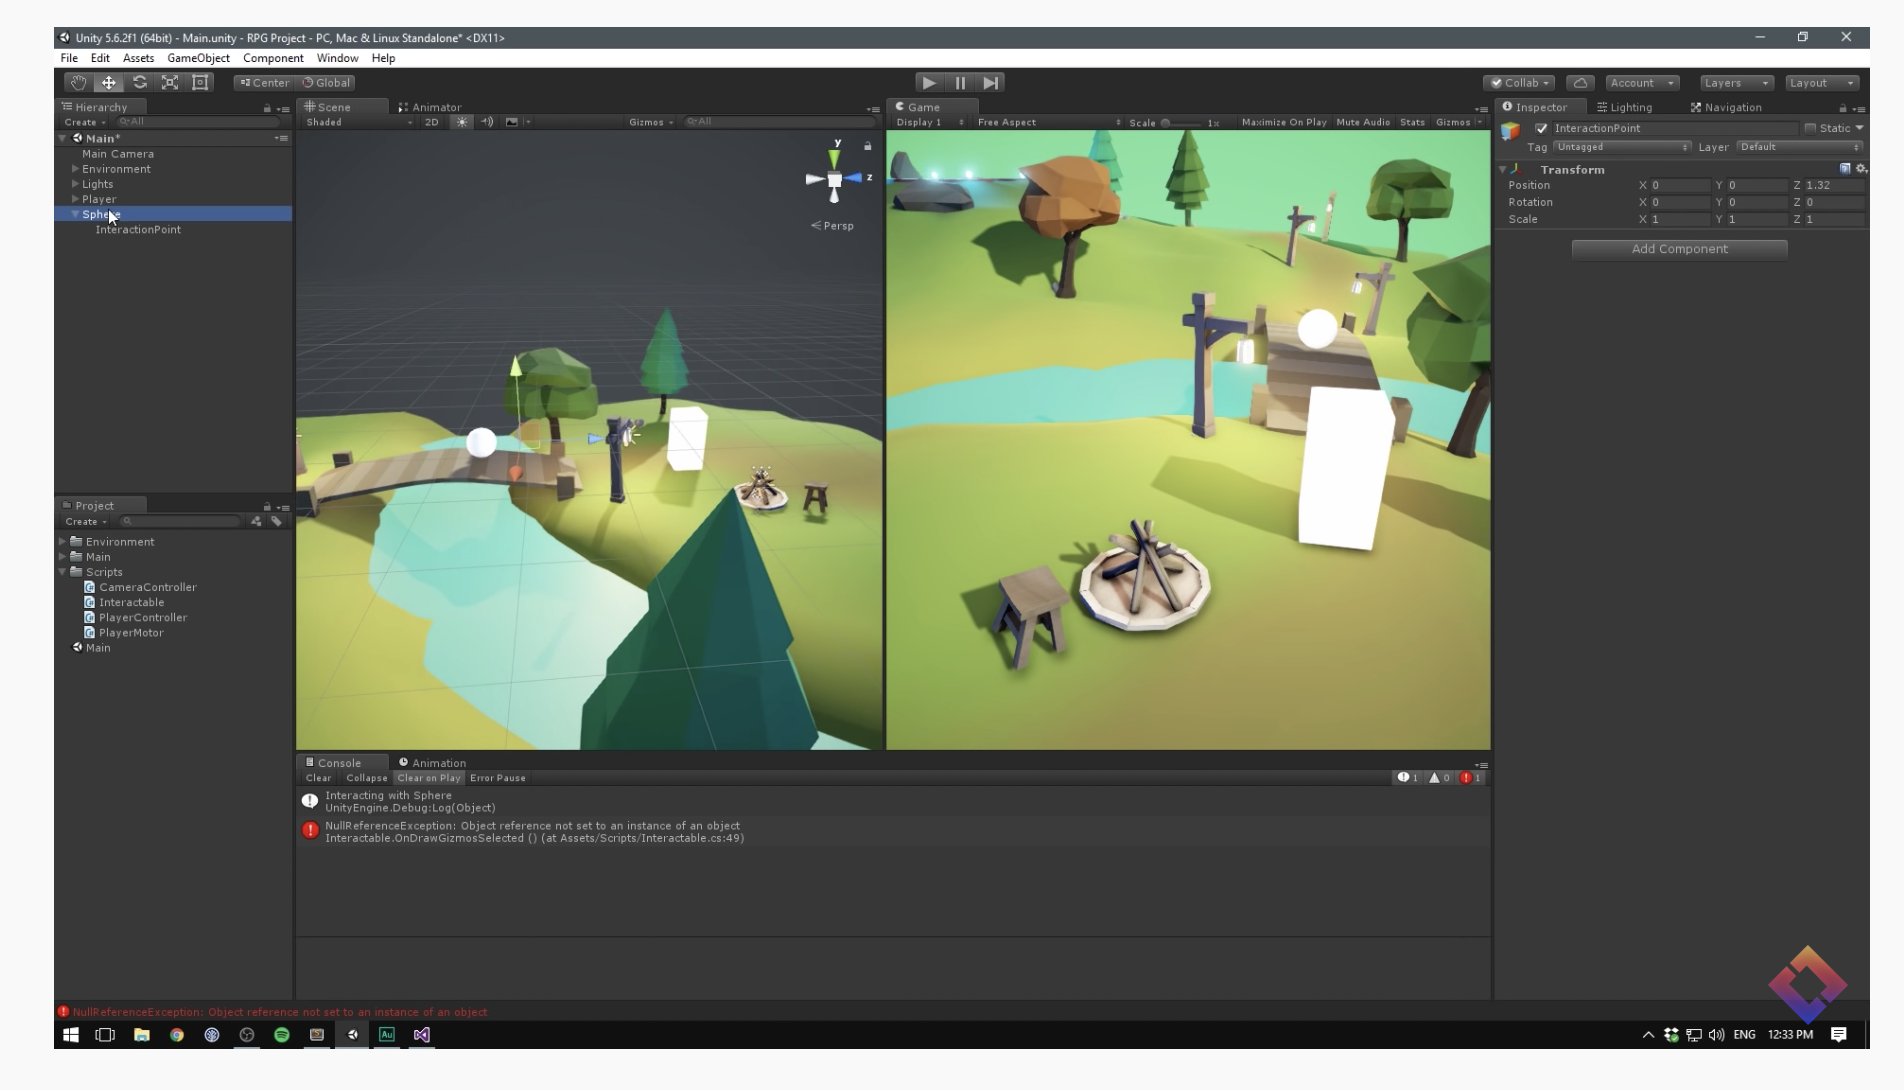 Unity 5.6.2f1 (64bit) - Main.unity - RPG Project - PC, Mac & Linux Standalone* <DX11>
File Edit Assets GameObject Component Window Help
Center Global Collab Account Layers Layout
Hierarchy
Create All
Main*
Main Camera
Environment
Lights
Player
Sphere
InteractionPoint
Scene Animator
Shaded 2D Gizmos All
y
z
Persp
Game
Display 1 Free Aspect Scale 1x Maximize On Play Mute Audio Stats Gizmos
Inspector Lighting Navigation
InteractionPoint Static
Tag Untagged Layer Default
Transform
Position X 0 Y 0 Z 1.32
Rotation X 0 Y 0 Z 0
Scale X 1 Y 1 Z 1
Add Component
Project
Create
Environment
Main
Scripts
CameraController
Interactable
PlayerController
PlayerMotor
Main
Console Animation
Clear Collapse Clear on Play Error Pause 1 0 1
Interacting with Sphere
UnityEngine.Debug:Log(Object)
NullReferenceException: Object reference not set to an instance of an object
Interactable.OnDrawGizmosSelected () (at Assets/Scripts/Interactable.cs:49)
NullReferenceException: Object reference not set to an instance of an object
Au
ENG 12:33 PM